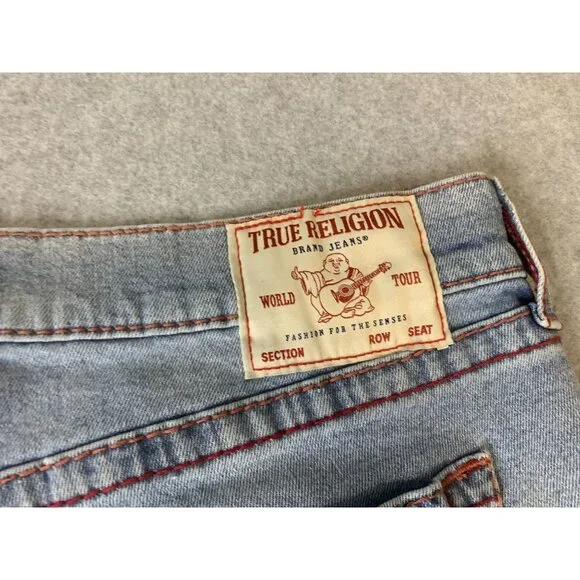 TRUE RELIGION
BRAND JEANS®
WORLD TOUR
FASHION FOR THE SENSES
SECTION ROW SEAT